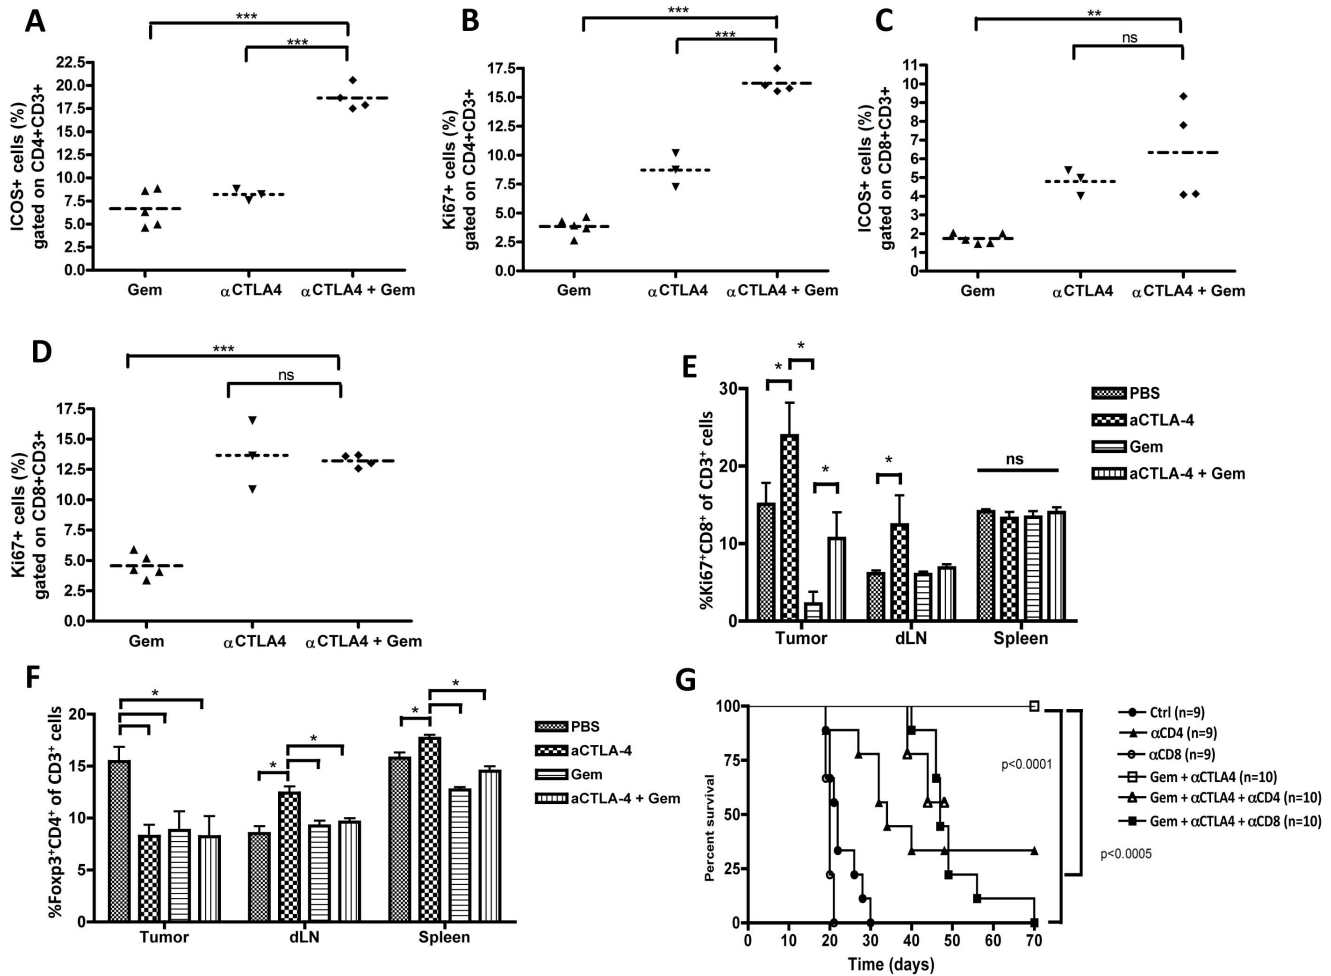 A
***
***
22.5
20.0
17.5
15.0
12.5
10.0
7.5
5.0
2.5
0.0
ICOS+ cells (%)
gated on CD4+CD3+
Gem
αCTLA4
αCTLA4 + Gem
B
***
***
17.5
15.0
12.5
10.0
7.5
5.0
2.5
0.0
Ki67+ cells (%)
gated on CD4+CD3+
Gem
αCTLA4
αCTLA4 + Gem
C
**
ns
11
10
9
8
7
6
5
4
3
2
1
0
ICOS+ cells (%)
gated on CD8+CD3+
Gem
αCTLA4
αCTLA4 + Gem
D
***
ns
17.5
15.0
12.5
10.0
7.5
5.0
2.5
0.0
Ki67+ cells (%)
gated on CD8+CD3+
Gem
αCTLA4
αCTLA4 + Gem
E
*
*
*
*
ns
30
20
10
0
%Ki67⁺CD8⁺ of CD3⁺ cells
Tumor
dLN
Spleen
PBS
aCTLA-4
Gem
aCTLA-4 + Gem
F
*
*
*
*
*
20
15
10
5
0
%Foxp3⁺CD4⁺ of CD3⁺ cells
Tumor
dLN
Spleen
PBS
aCTLA-4
Gem
aCTLA-4 + Gem
G
100
75
50
25
0
Percent survival
0 10 20 30 40 50 60 70
Time (days)
p<0.0001
p<0.0005
Ctrl (n=9)
αCD4 (n=9)
αCD8 (n=9)
Gem + αCTLA4 (n=10)
Gem + αCTLA4 + αCD4 (n=10)
Gem + αCTLA4 + αCD8 (n=10)